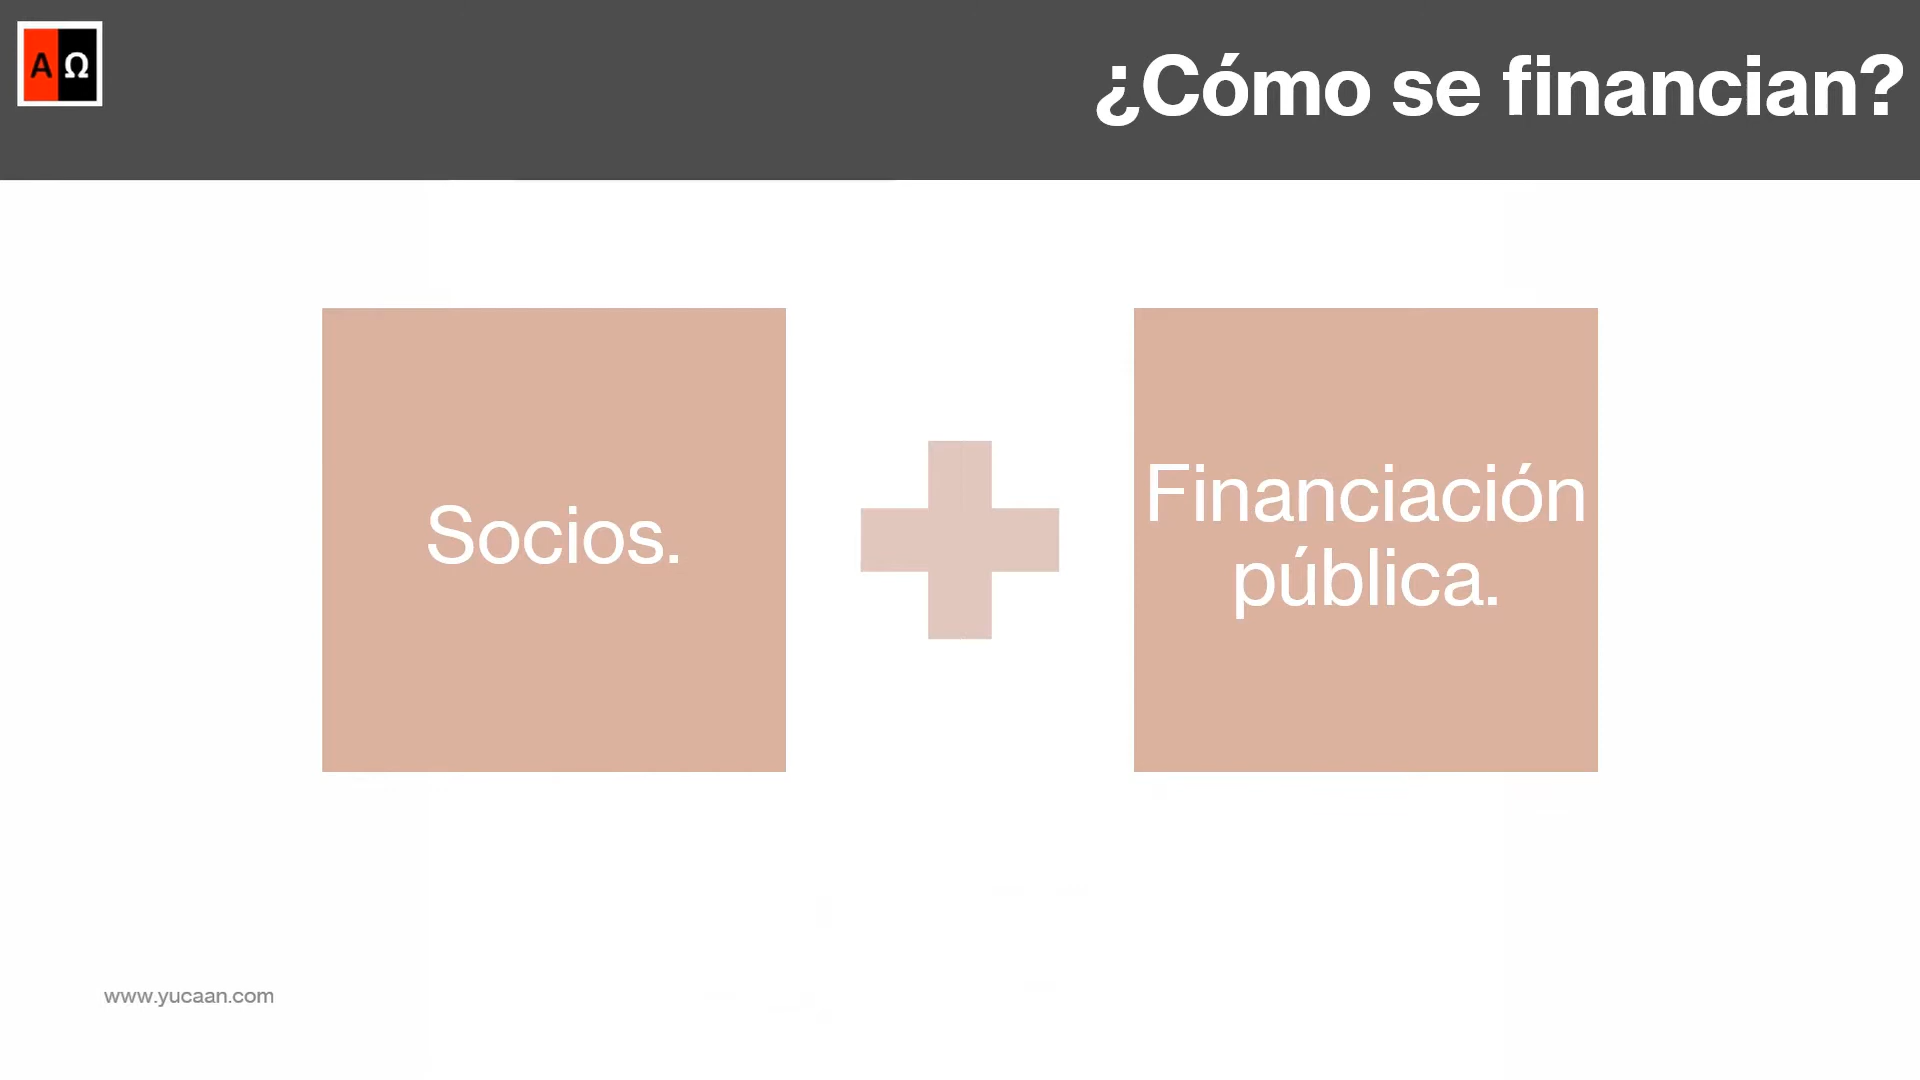 A Ω
¿Cómo se financian?
Socios.
Financiación
pública.
www.yucaan.com